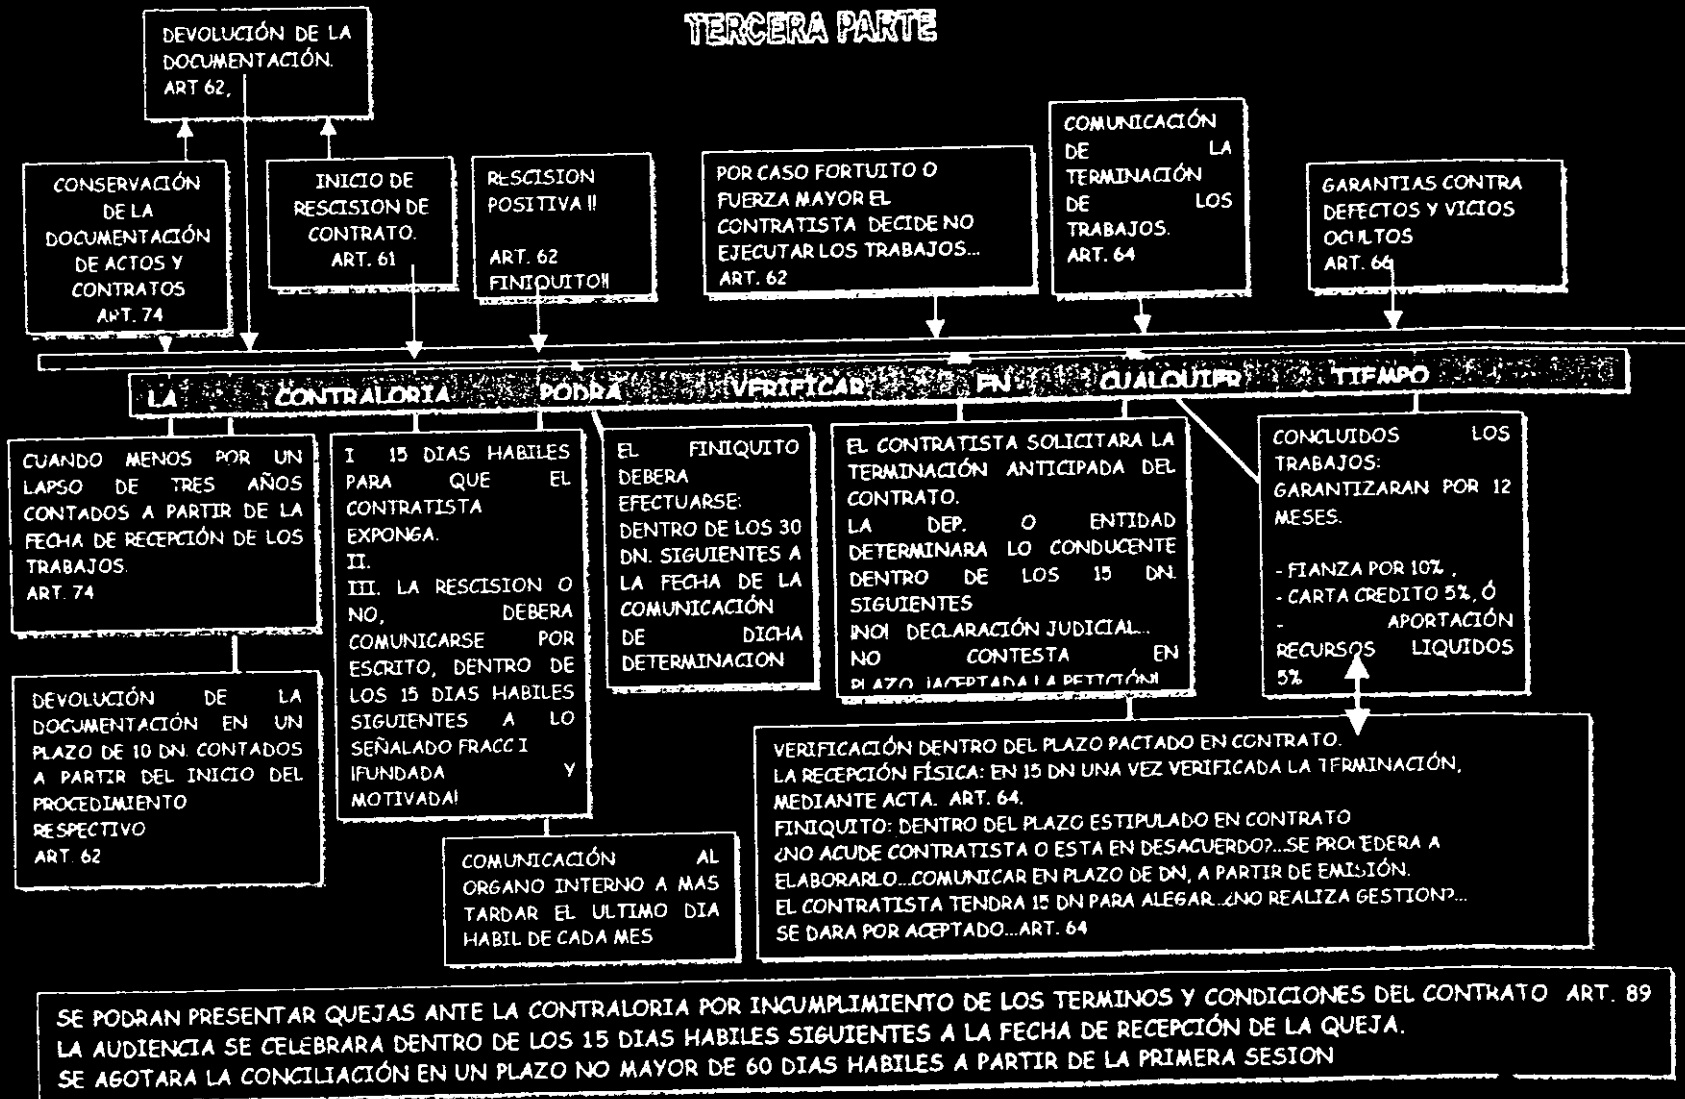 TERCERA PARTE
DEVOLUCIÓN DE LA
DOCUMENTACIÓN.
ART 62,
CONSERVACIÓN
DE LA
DOCUMENTACIÓN
DE ACTOS Y
CONTRATOS
ART. 74
INICIO DE
RESCISION DE
CONTRATO.
ART. 61
RESCISION
POSITIVA !!
ART. 62
FINIQUITO!!
POR CASO FORTUITO O
FUERZA MAYOR EL
CONTRATISTA DECIDE NO
EJECUTAR LOS TRABAJOS...
ART. 62
COMUNICACIÓN
DE LA
TERMINACIÓN
DE LOS
TRABAJOS.
ART. 64
GARANTIAS CONTRA
DEFECTOS Y VICIOS
OCULTOS
ART. 66
LA CONTRALORIA PODRA VERIFICAR EN CUALQUIER TIEMPO
CUANDO MENOS POR UN
LAPSO DE TRES AÑOS
CONTADOS A PARTIR DE LA
FECHA DE RECEPCIÓN DE LOS
TRABAJOS.
ART. 74
DEVOLUCIÓN DE LA
DOCUMENTACIÓN EN UN
PLAZO DE 10 DN. CONTADOS
A PARTIR DEL INICIO DEL
PROCEDIMIENTO
RESPECTIVO
ART. 62
I 15 DIAS HABILES
PARA QUE EL
CONTRATISTA
EXPONGA.
II.
III. LA RESCISION O
NO, DEBERA
COMUNICARSE POR
ESCRITO, DENTRO DE
LOS 15 DIAS HABILES
SIGUIENTES A LO
SEÑALADO FRACC I
!FUNDADA Y
MOTIVADA!
COMUNICACIÓN AL
ORGANO INTERNO A MAS
TARDAR EL ULTIMO DIA
HABIL DE CADA MES
EL FINIQUITO
DEBERA
EFECTUARSE:
DENTRO DE LOS 30
DN. SIGUIENTES A
LA FECHA DE LA
COMUNICACIÓN
DE DICHA
DETERMINACION
EL CONTRATISTA SOLICITARA LA
TERMINACIÓN ANTICIPADA DEL
CONTRATO.
LA DEP. O ENTIDAD
DETERMINARA LO CONDUCENTE
DENTRO DE LOS 15 DN.
SIGUIENTES
¡NO! DECLARACIÓN JUDICIAL...
NO CONTESTA EN
PLAZO ¡ACEPTADA LA PETICIÓN!
CONCLUIDOS LOS
TRABAJOS:
GARANTIZARAN POR 12
MESES.
- FIANZA POR 10% ,
- CARTA CREDITO 5%, Ó
- APORTACIÓN
RECURSOS LIQUIDOS
5%
VERIFICACIÓN DENTRO DEL PLAZO PACTADO EN CONTRATO.
LA RECEPCIÓN FÍSICA: EN 15 DN UNA VEZ VERIFICADA LA TERMINACIÓN,
MEDIANTE ACTA. ART. 64.
FINIQUITO: DENTRO DEL PLAZO ESTIPULADO EN CONTRATO
¿NO ACUDE CONTRATISTA O ESTA EN DESACUERDO?...SE PROCEDERA A
ELABORARLO...COMUNICAR EN PLAZO DE DN, A PARTIR DE EMISIÓN.
EL CONTRATISTA TENDRA 15 DN PARA ALEGAR...¿NO REALIZA GESTION?...
SE DARA POR ACEPTADO...ART. 64
SE PODRAN PRESENTAR QUEJAS ANTE LA CONTRALORIA POR INCUMPLIMIENTO DE LOS TERMINOS Y CONDICIONES DEL CONTRATO ART. 89
LA AUDIENCIA SE CELEBRARA DENTRO DE LOS 15 DIAS HABILES SIGUIENTES A LA FECHA DE RECEPCIÓN DE LA QUEJA.
SE AGOTARA LA CONCILIACIÓN EN UN PLAZO NO MAYOR DE 60 DIAS HABILES A PARTIR DE LA PRIMERA SESION